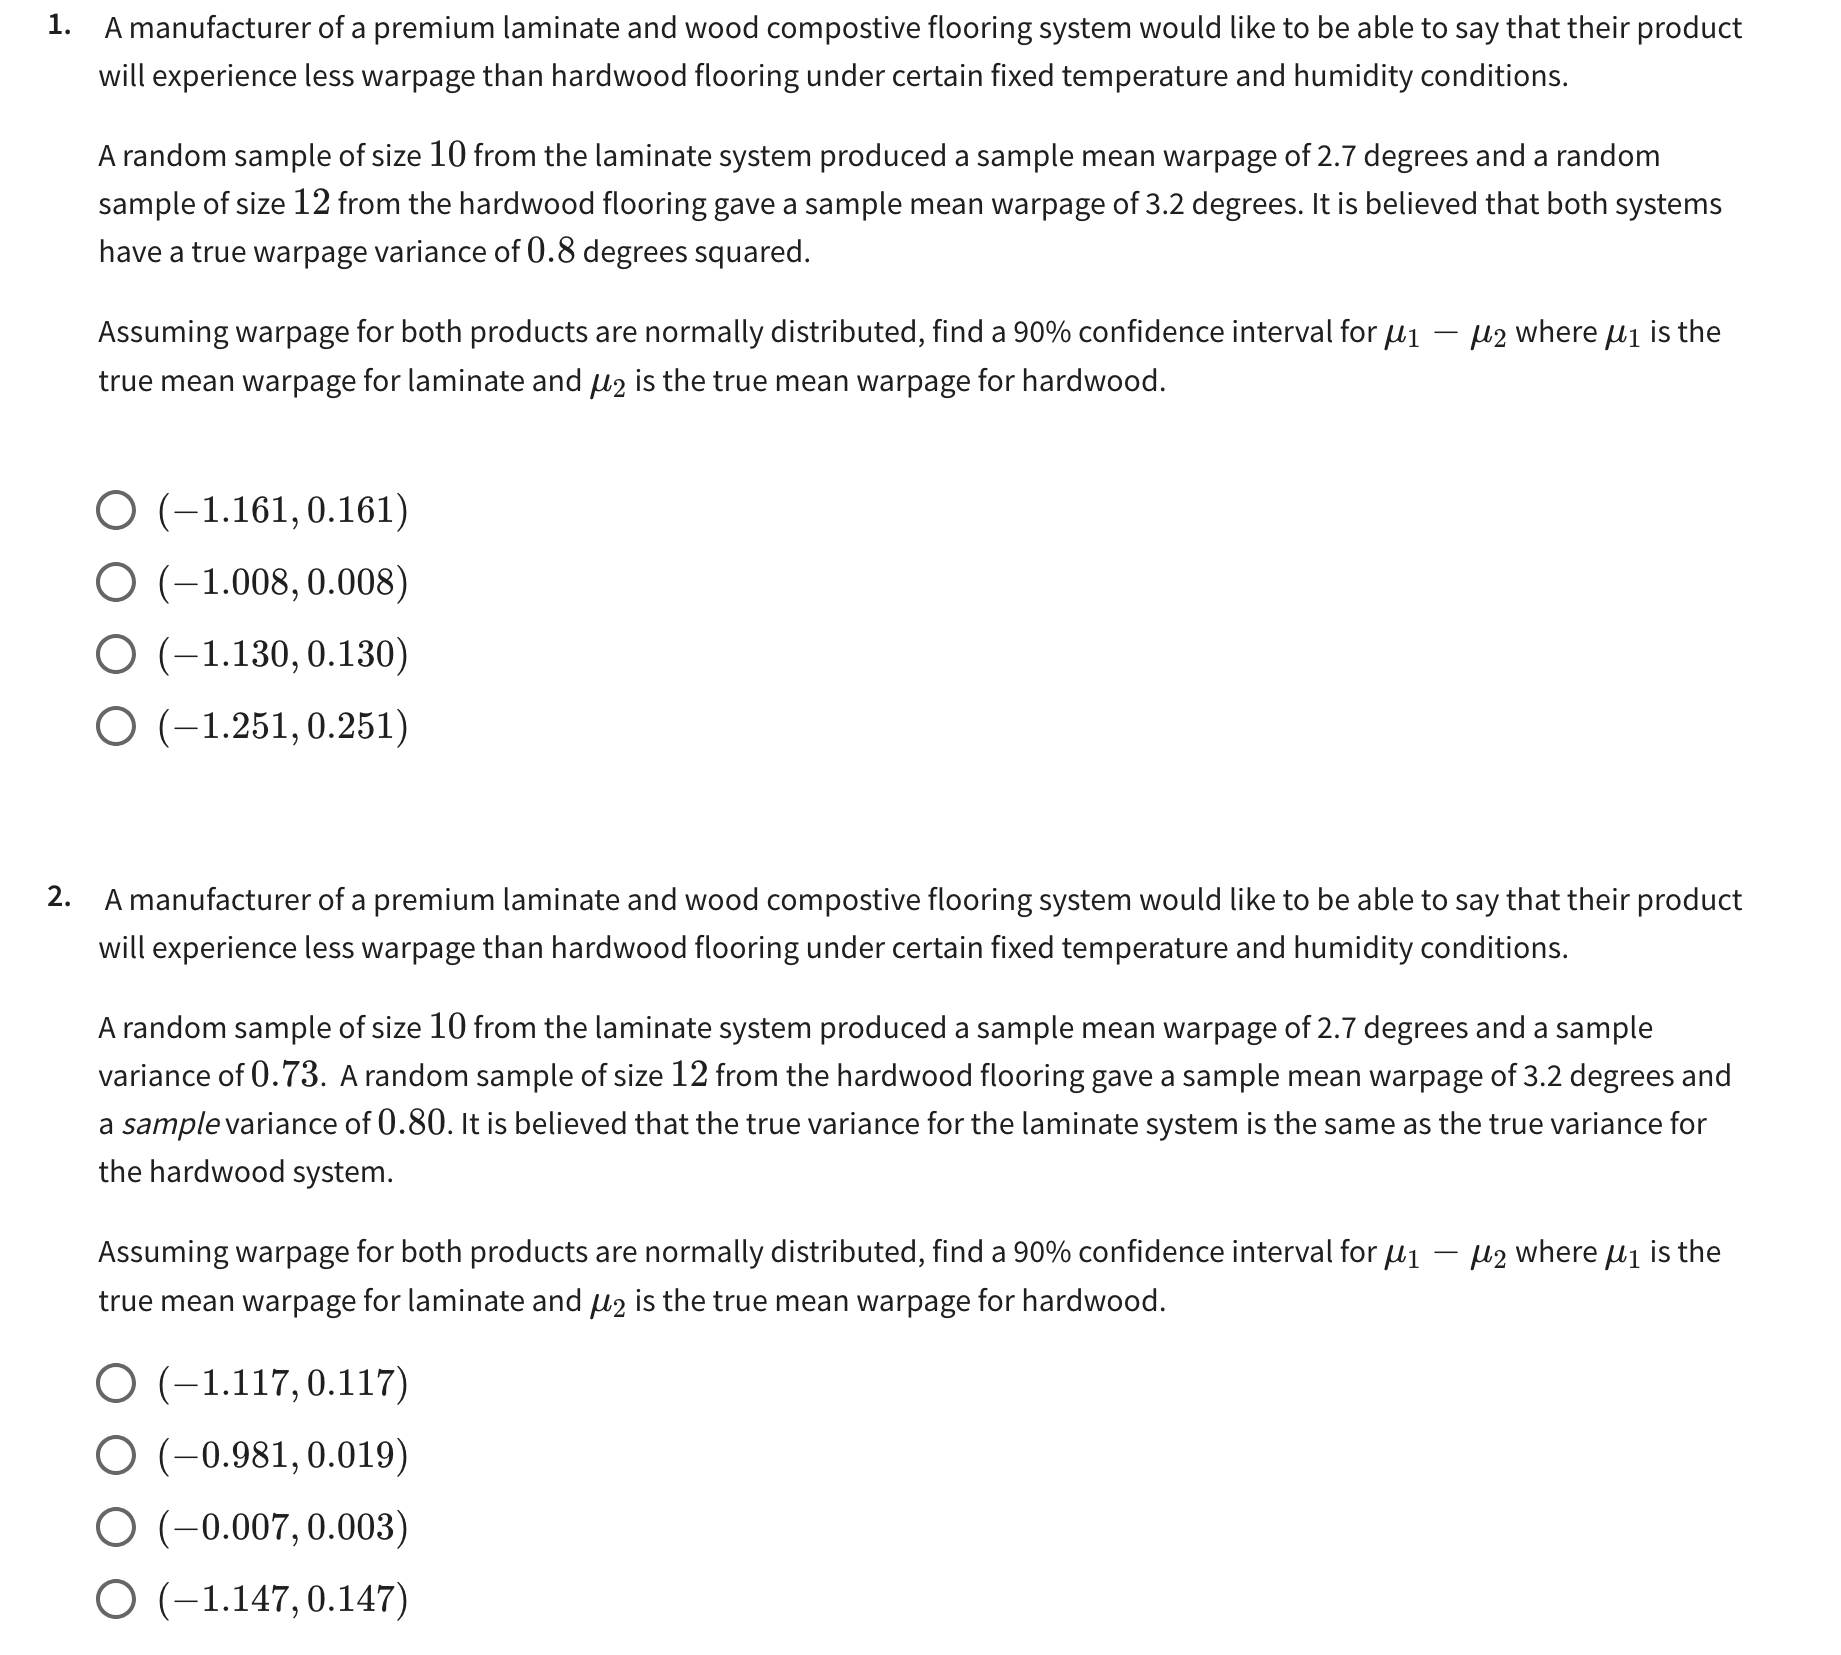 1. A manufacturer of a premium laminate and wood compostive flooring system would like to be able to say that their product
will experience less warpage than hardwood flooring under certain fixed temperature and humidity conditions.
A random sample of size 10 from the laminate system produced a sample mean warpage of 2.7 degrees and a random
sample of size 12 from the hardwood flooring gave a sample mean warpage of 3.2 degrees. It is believed that both systems
have a true warpage variance of 0.8 degrees squared.
Assuming warpage for both products are normally distributed, find a 90% confidence interval for μ₁ − μ₂ where μ₁ is the
true mean warpage for laminate and μ₂ is the true mean warpage for hardwood.
(−1.161, 0.161)
(−1.008, 0.008)
(−1.130, 0.130)
(−1.251, 0.251)
2. A manufacturer of a premium laminate and wood compostive flooring system would like to be able to say that their product
will experience less warpage than hardwood flooring under certain fixed temperature and humidity conditions.
A random sample of size 10 from the laminate system produced a sample mean warpage of 2.7 degrees and a sample
variance of 0.73. A random sample of size 12 from the hardwood flooring gave a sample mean warpage of 3.2 degrees and
a sample variance of 0.80. It is believed that the true variance for the laminate system is the same as the true variance for
the hardwood system.
Assuming warpage for both products are normally distributed, find a 90% confidence interval for μ₁ − μ₂ where μ₁ is the
true mean warpage for laminate and μ₂ is the true mean warpage for hardwood.
(−1.117, 0.117)
(−0.981, 0.019)
(−0.007, 0.003)
(−1.147, 0.147)